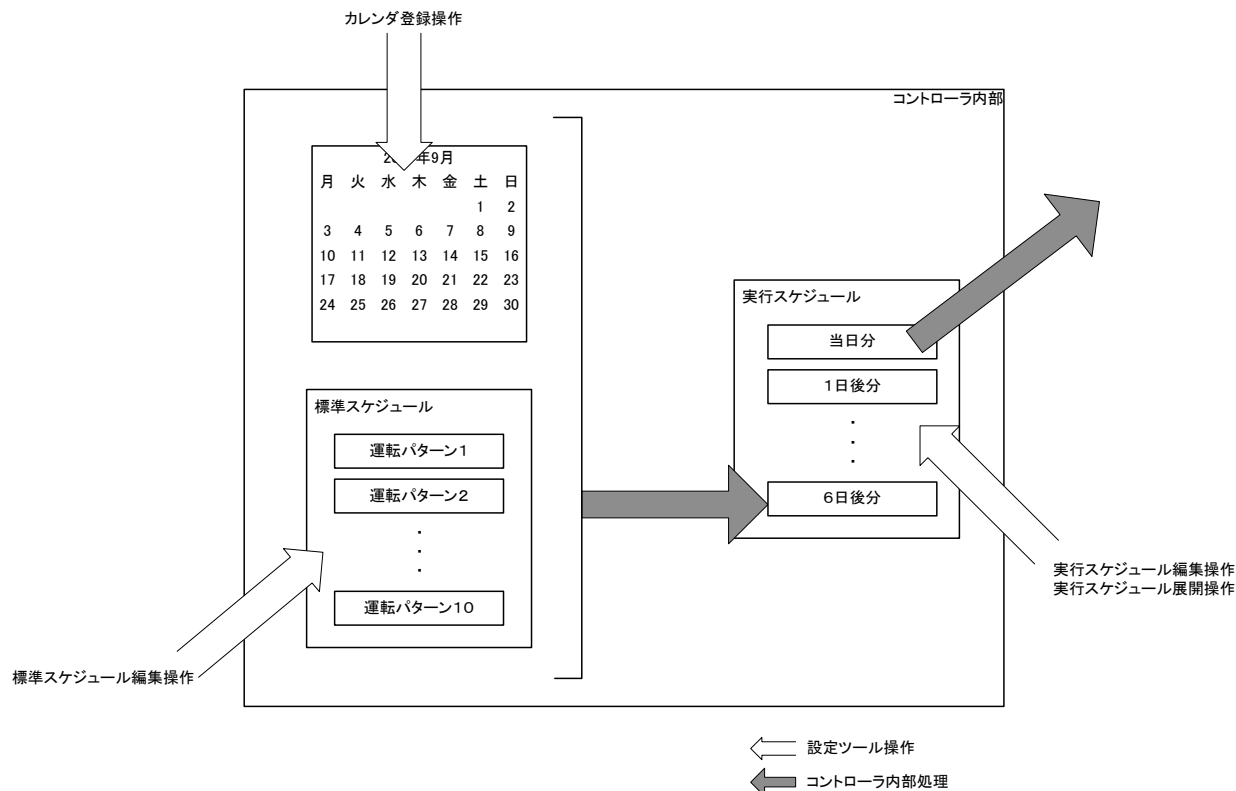 カレンダ登録操作
コントローラ内部
年9月
月 火 水 木 金 土 日
1 2
3 4 5 6 7 8 9
10 11 12 13 14 15 16
17 18 19 20 21 22 23
24 25 26 27 28 29 30
標準スケジュール
運転パターン1
運転パターン2
・
・
・
運転パターン10
標準スケジュール編集操作
実行スケジュール
当日分
1日後分
・
・
・
6日後分
実行スケジュール編集操作
実行スケジュール展開操作
設定ツール操作
コントローラ内部処理